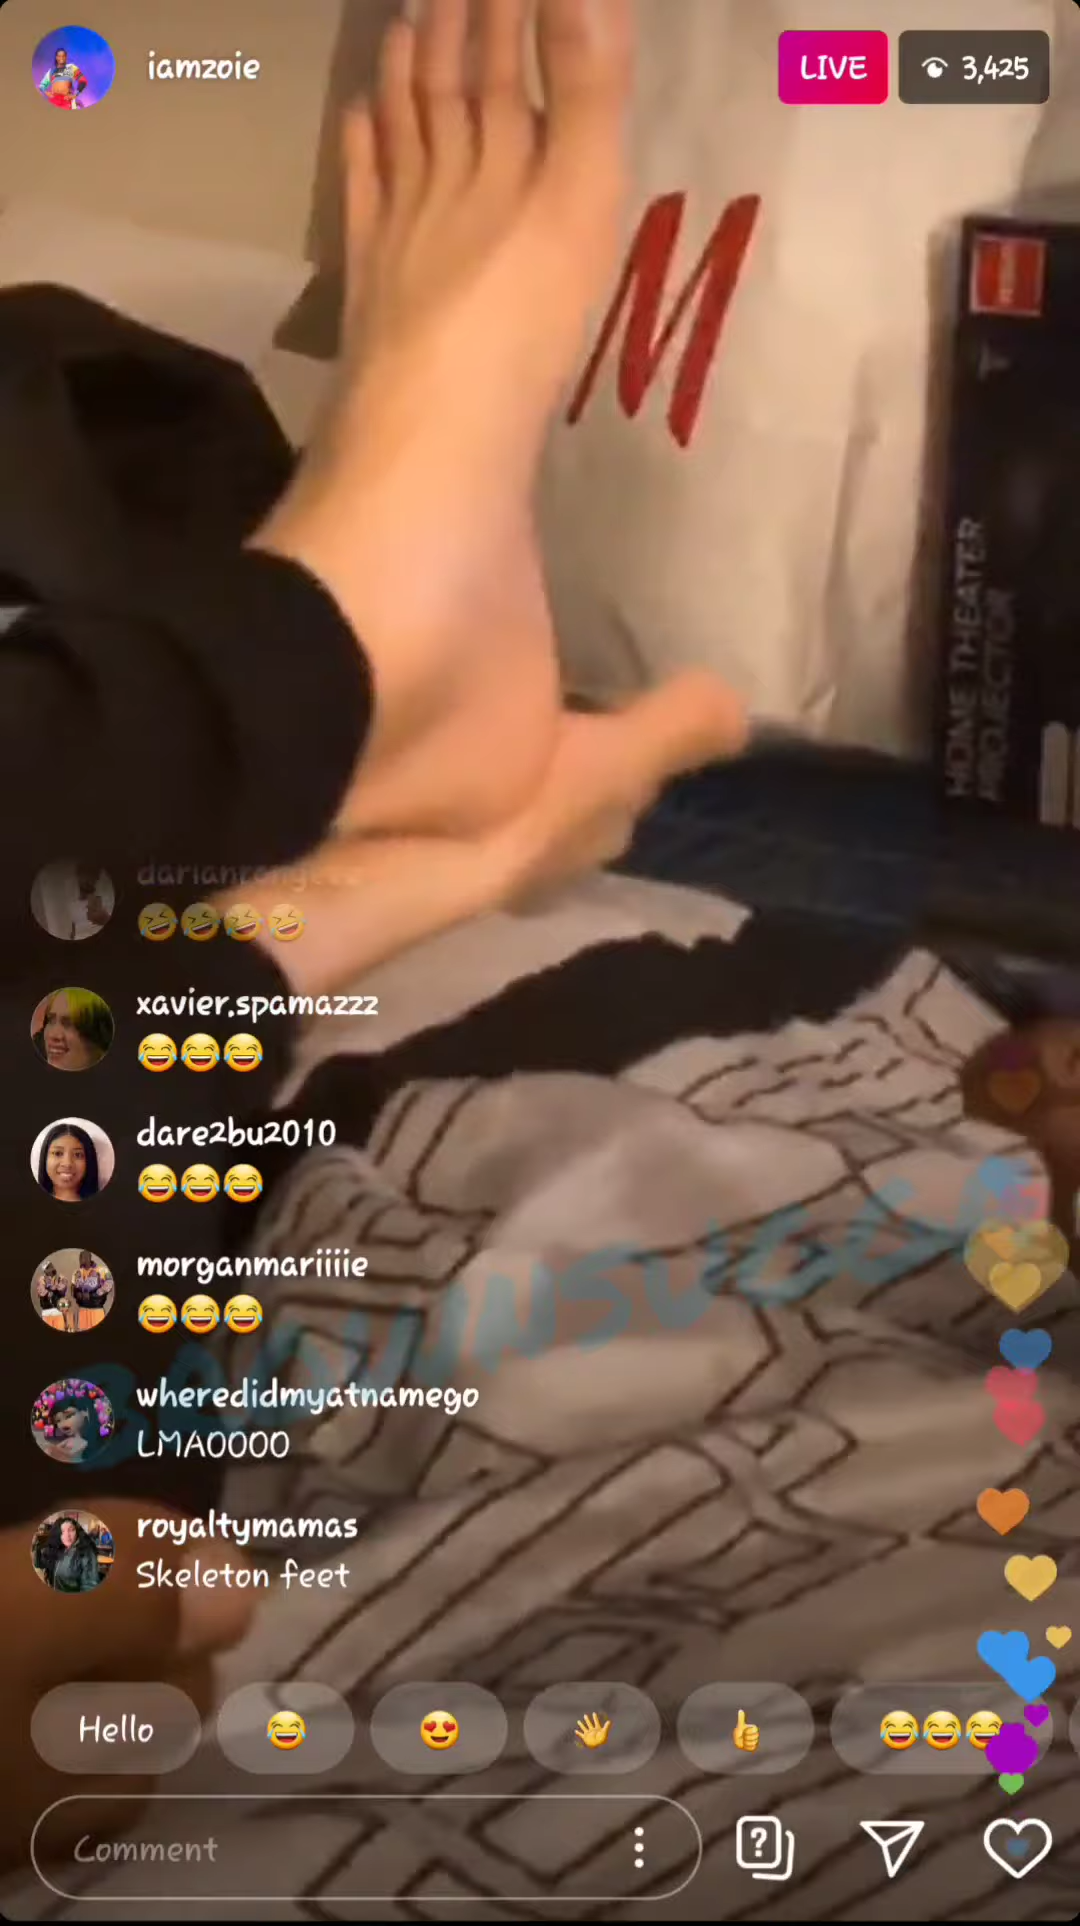 iamzoie
LIVE
3,425
M
HOME THEATER
PROJECTOR
xavier.spamazzz
😂😂😂
dare2bu2010
😂😂😂
morganmariiiie
😂😂😂
wheredidmyatnamego
LMAOOOO
royaltymamas
Skeleton feet
Hello
Comment